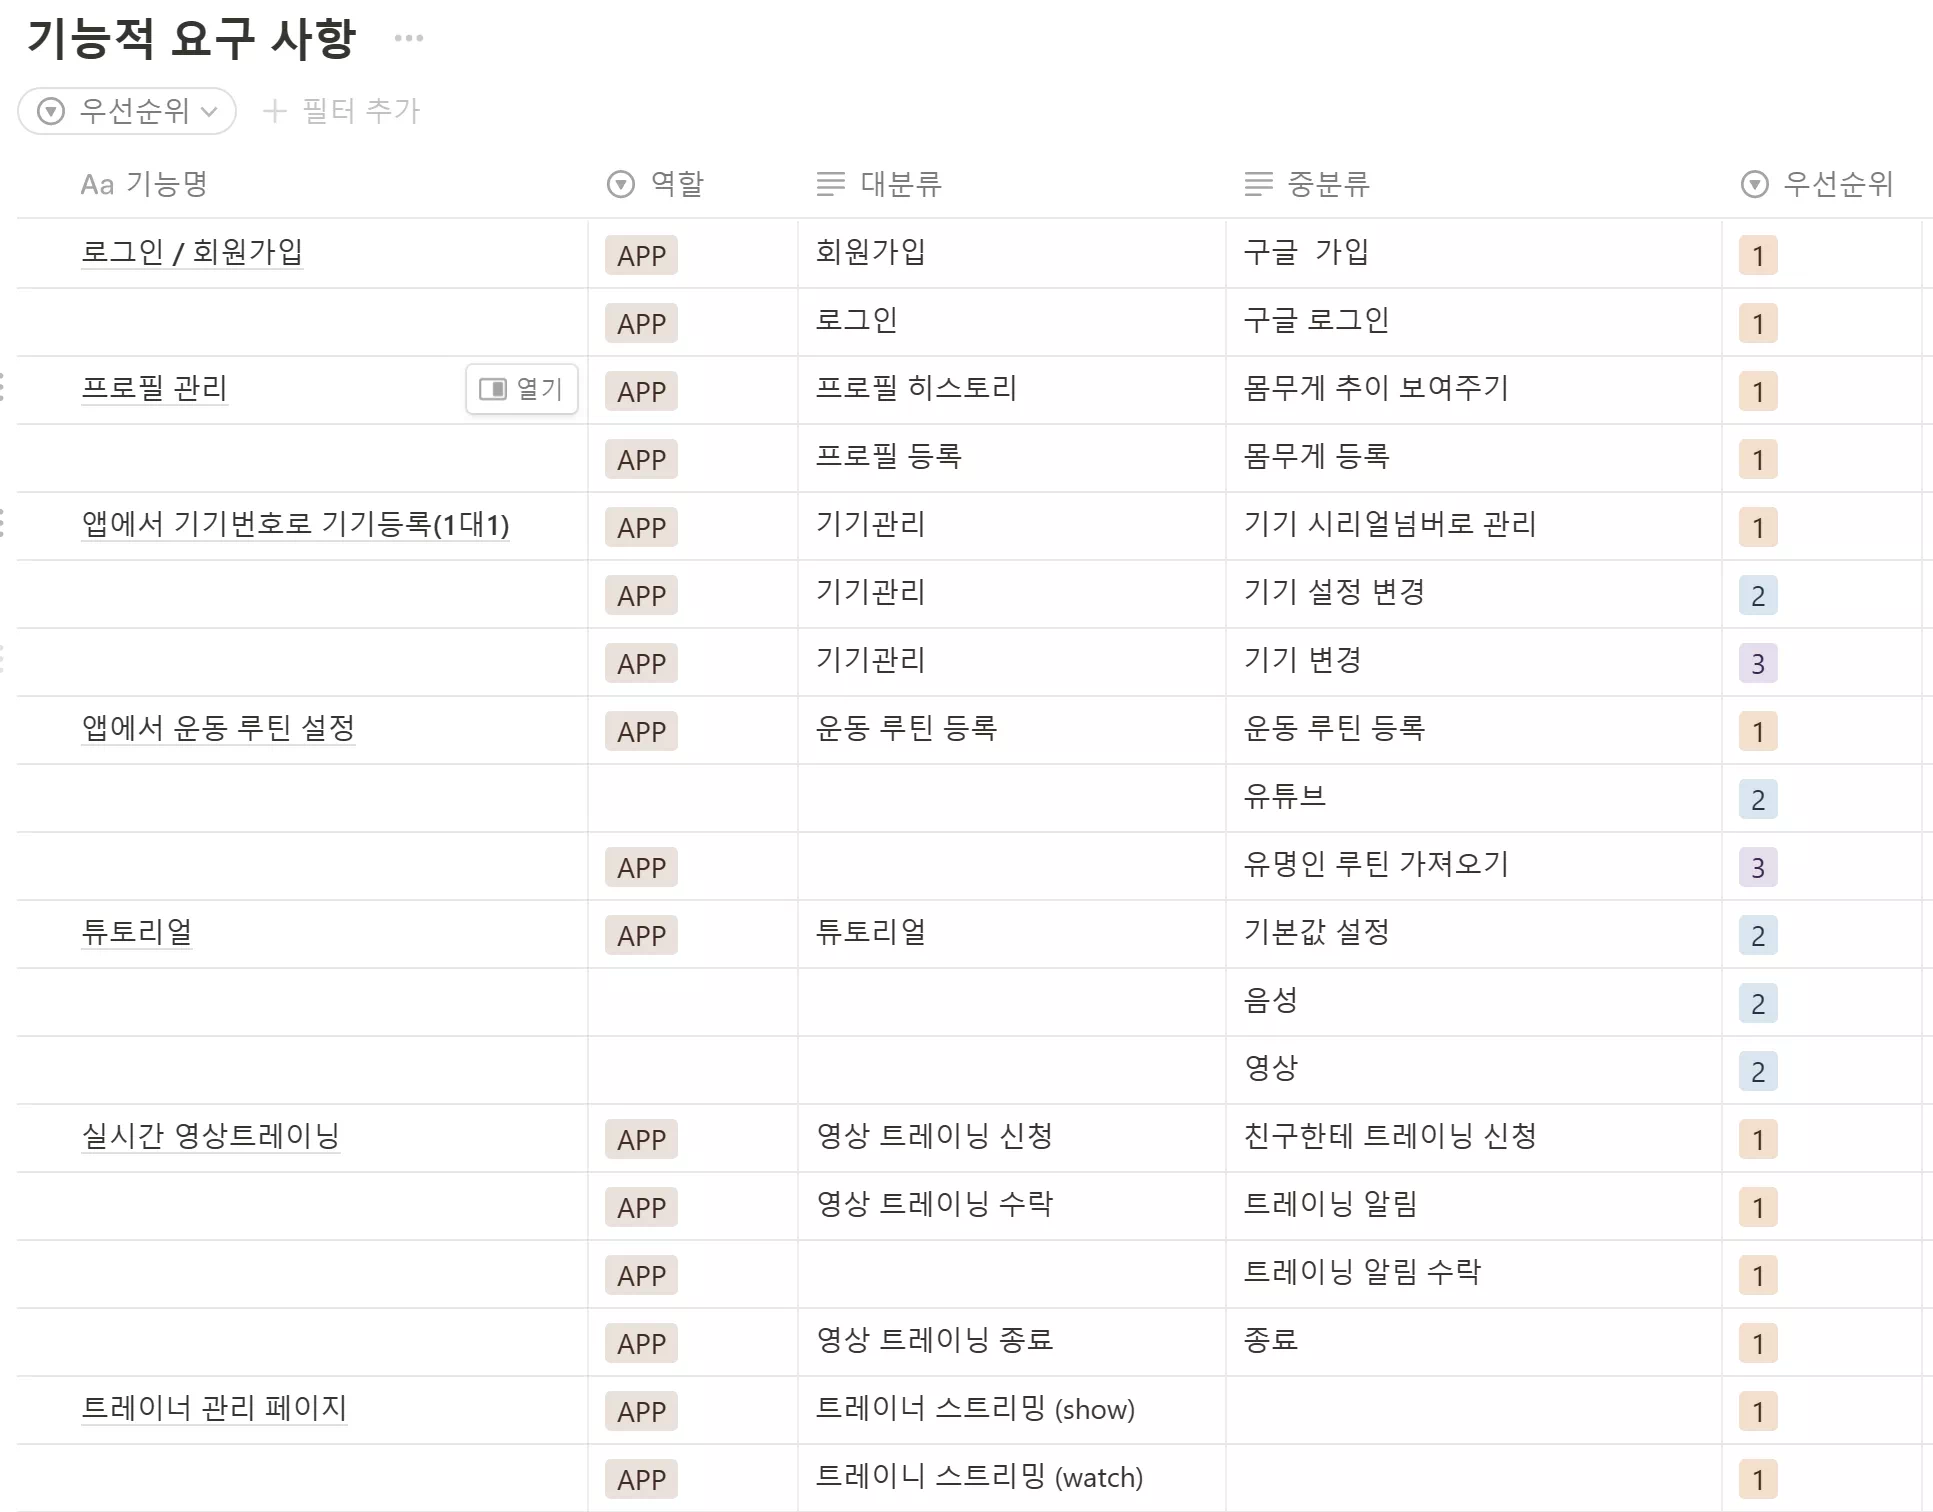 기능적 요구 사항 ...
우선순위 + 필터 추가
Aa 기능명 역할 대분류 중분류 우선순위
로그인 / 회원가입 APP 회원가입 구글 가입 1
APP 로그인 구글 로그인 1
프로필 관리 열기 APP 프로필 히스토리 몸무게 추이 보여주기 1
APP 프로필 등록 몸무게 등록 1
앱에서 기기번호로 기기등록(1대1) APP 기기관리 기기 시리얼넘버로 관리 1
APP 기기관리 기기 설정 변경 2
APP 기기관리 기기 변경 3
앱에서 운동 루틴 설정 APP 운동 루틴 등록 운동 루틴 등록 1
유튜브 2
APP 유명인 루틴 가져오기 3
튜토리얼 APP 튜토리얼 기본값 설정 2
음성 2
영상 2
실시간 영상트레이닝 APP 영상 트레이닝 신청 친구한테 트레이닝 신청 1
APP 영상 트레이닝 수락 트레이닝 알림 1
APP 트레이닝 알림 수락 1
APP 영상 트레이닝 종료 종료 1
트레이너 관리 페이지 APP 트레이너 스트리밍 (show) 1
APP 트레이니 스트리밍 (watch) 1